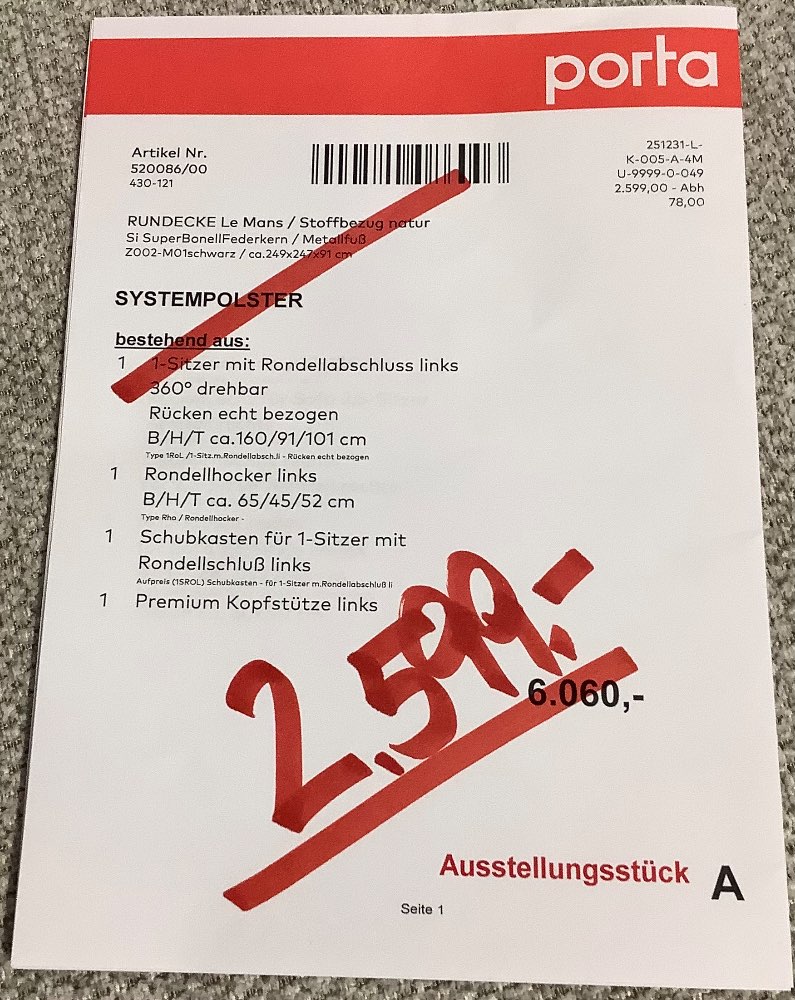 porta
Artikel Nr.
520086/00
430-121
251231-L-
K-005-A-4M
U-9999-0-049
2.599,00 - Abh
78,00
RUNDECKE Le Mans / Stoffbezug natur
Si SuperBonellFederkern / Metallfuß
Z002-M01schwarz / ca.249x247x91 cm
SYSTEMPOLSTER
bestehend aus:
1 1-Sitzer mit Rondellabschluss links
360° drehbar
Rücken echt bezogen
B/H/T ca.160/91/101 cm
Type 1RoL /1-Sitz.m.Rondellabsch.li - Rücken echt bezogen
1 Rondellhocker links
B/H/T ca. 65/45/52 cm
Type Rho / Rondellhocker -
1 Schubkasten für 1-Sitzer mit
Rondellschluß links
Aufpreis (1SROL) Schubkasten - für 1-Sitzer m.Rondellabschluß li
1 Premium Kopfstütze links
2.599.-
6.060,-
Ausstellungsstück A
Seite 1